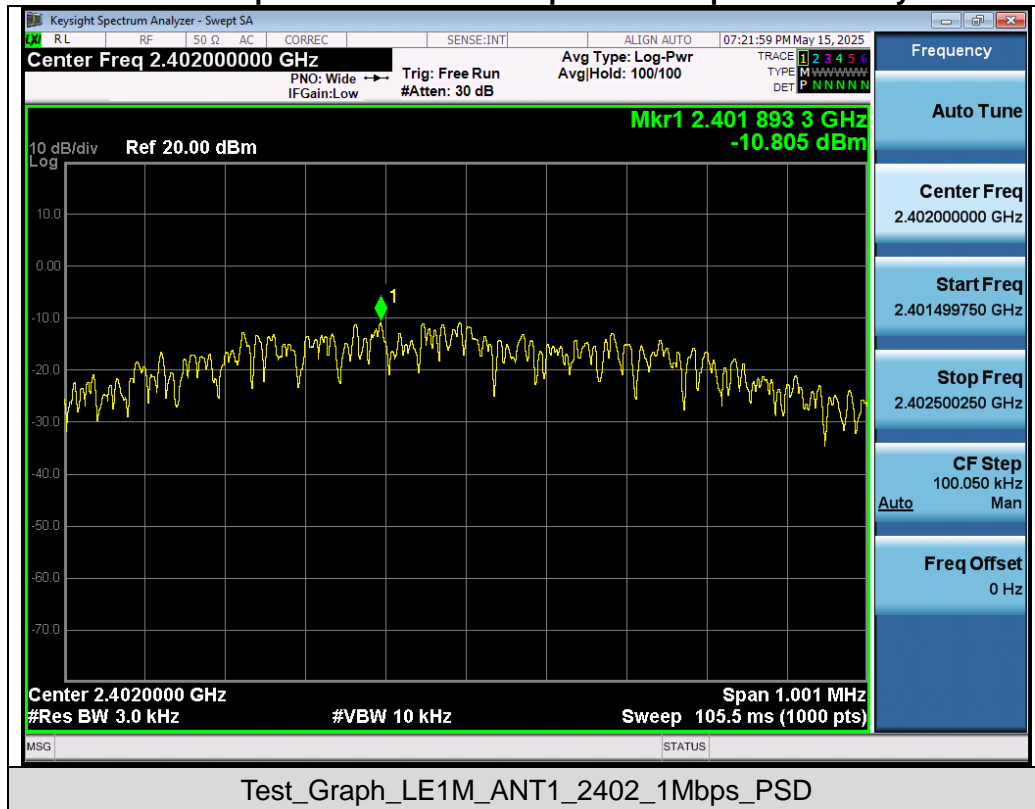 Keysight Spectrum Analyzer - Swept SA
LXI RL RF 50 Ω AC CORREC SENSE:INT ALIGN AUTO 07:21:59 PM May 15, 2025
Center Freq 2.402000000 GHz
PNO: Wide
IFGain:Low
Trig: Free Run
#Atten: 30 dB
Avg Type: Log-Pwr
Avg|Hold: 100/100
TRACE 1 2 3 4 5 6
TYPE M W W W W W
DET P N N N N N
Mkr1 2.401 893 3 GHz
-10.805 dBm
10 dB/div Ref 20.00 dBm
Log
10.0
0.00
1
-10.0
-20.0
-30.0
-40.0
-50.0
-60.0
-70.0
Center 2.4020000 GHz Span 1.001 MHz
#Res BW 3.0 kHz #VBW 10 kHz Sweep 105.5 ms (1000 pts)
MSG STATUS
Frequency
Auto Tune
Center Freq
2.402000000 GHz
Start Freq
2.401499750 GHz
Stop Freq
2.402500250 GHz
CF Step
100.050 kHz
Auto Man
Freq Offset
0 Hz
Test_Graph_LE1M_ANT1_2402_1Mbps_PSD